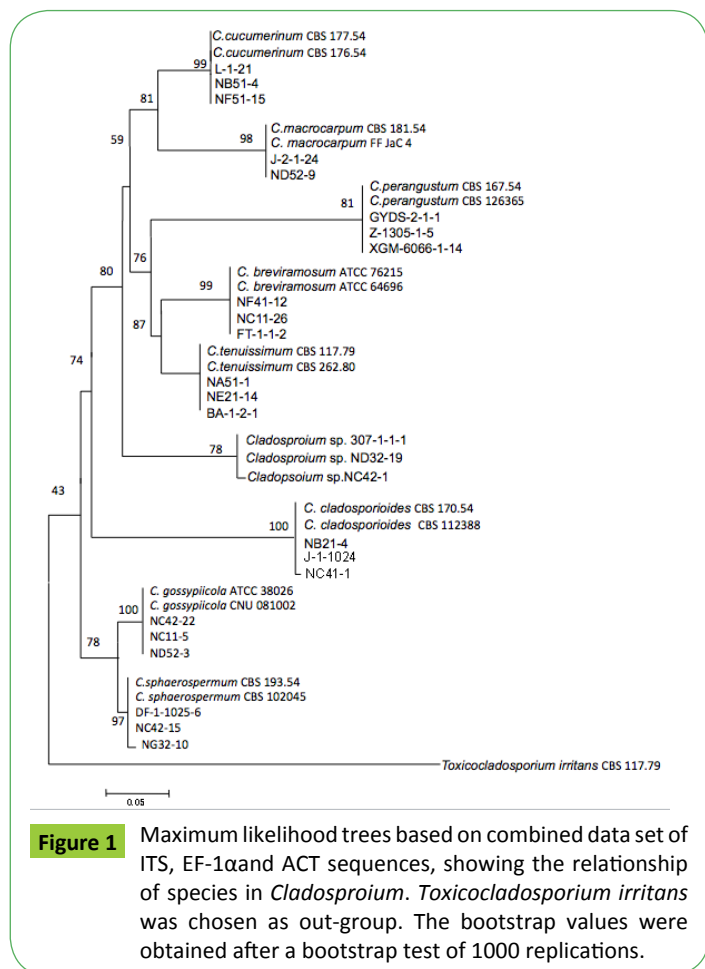 C.cucumerinum CBS 177.54
C.cucumerinum CBS 176.54
99
L-1-21
NB51-4
NF51-15
81
59
C.macrocarpum CBS 181.54
98
C. macrocarpum FF JaC 4
J-2-1-24
ND52-9
C.perangustum CBS 167.54
81
C.perangustum CBS 126365
GYDS-2-1-1
Z-1305-1-5
XGM-6066-1-14
76
80
C. breviramosum ATCC 76215
99
C. breviramosum ATCC 64696
NF41-12
NC11-26
87
FT-1-1-2
74
C.tenuissimum CBS 117.79
C.tenuissimum CBS 262.80
NA51-1
NE21-14
BA-1-2-1
Cladosproium sp. 307-1-1-1
78
Cladosproium sp. ND32-19
Cladopsoium sp.NC42-1
43
C. cladosporioides CBS 170.54
100
C. cladosporioides CBS 112388
NB21-4
J-1-1024
NC41-1
C. gossypiicola ATCC 38026
100
C. gossypiicola CNU 081002
NC42-22
NC11-5
78
ND52-3
C.sphaerospermum CBS 193.54
C. sphaerospermum CBS 102045
DF-1-1025-6
97
NC42-15
NG32-10
Toxicocladosporium irritans CBS 117.79
0.05
Figure 1
Maximum likelihood trees based on combined data set of
ITS, EF-1αand ACT sequences, showing the relationship
of species in Cladosproium. Toxicocladosporium irritans
was chosen as out-group. The bootstrap values were
obtained after a bootstrap test of 1000 replications.